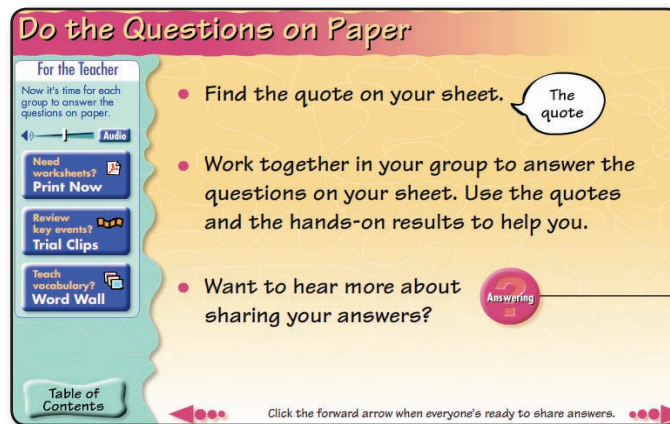 Do the Questions on Paper
For the Teacher
Now it's time for each
group to answer the
questions on paper.
Audio
Need
worksheets?
Print Now
Review
key events?
Trial Clips
Teach
vocabulary?
Word Wall
Table of
Contents
• Find the quote on your sheet.
The
quote
• Work together in your group to answer the
questions on your sheet. Use the quotes
and the hands-on results to help you.
• Want to hear more about
sharing your answers?
?
Answering
Click the forward arrow when everyone's ready to share answers.